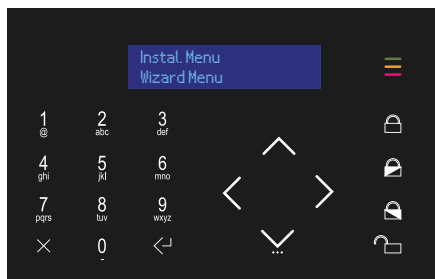 Instal. Menu
Wizard Menu
1 2 3
@ abc def
4 5 6
ghi jkl mno
7 8 9
pqrs tuv wxyz
0
-
...